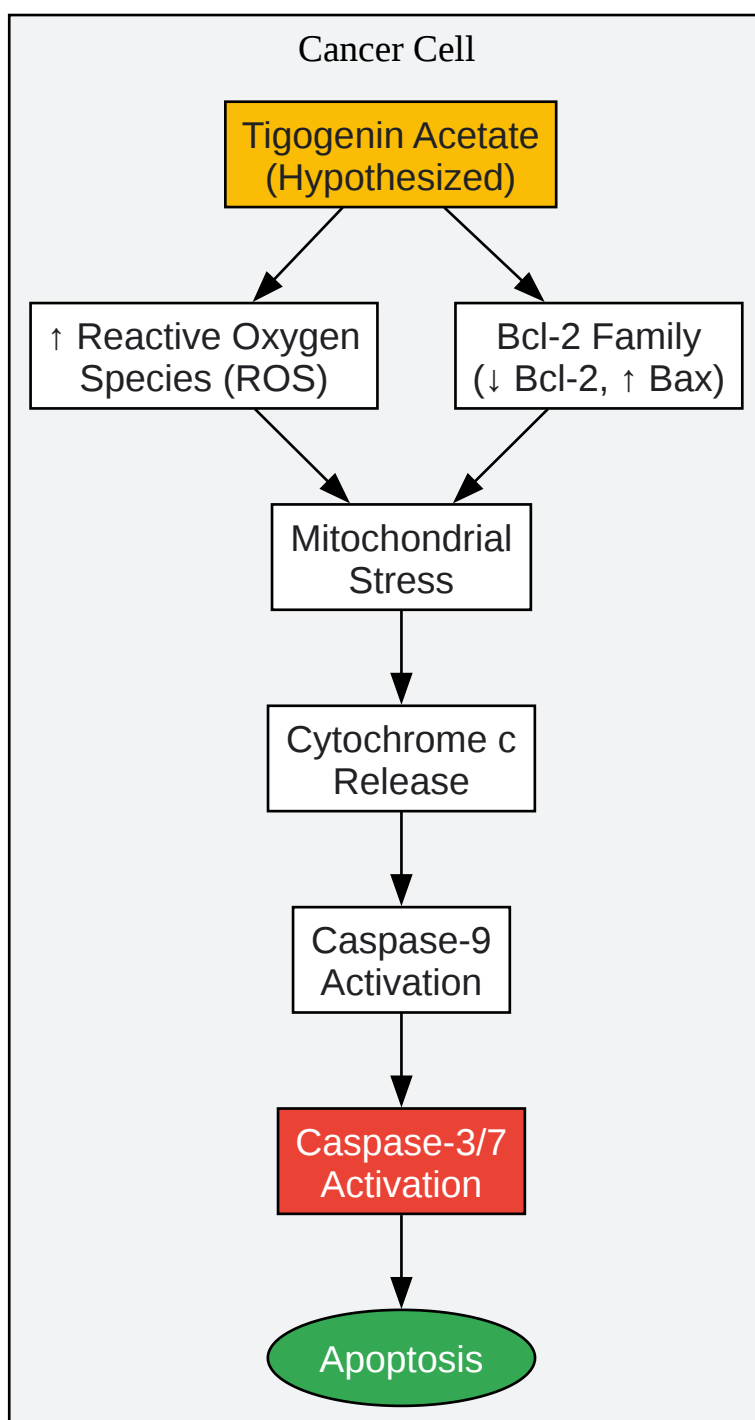 Cancer Cell
Tigogenin Acetate
(Hypothesized)
↑ Reactive Oxygen
Species (ROS)
Bcl-2 Family
(↓ Bcl-2, ↑ Bax)
Mitochondrial
Stress
Cytochrome c
Release
Caspase-9
Activation
Caspase-3/7
Activation
Apoptosis